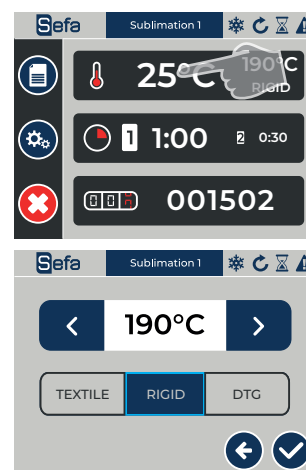 Sefa Sublimation 1
25°C 190°C
RIGID
1 1:00 2 0:30
001502
Sefa Sublimation 1
190°C
TEXTILE RIGID DTG